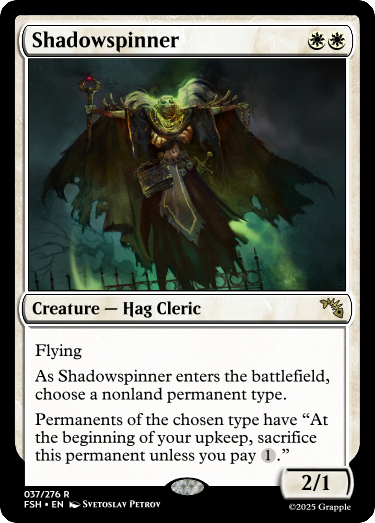 Shadowspinner
Creature — Hag Cleric
Flying
As Shadowspinner enters the battlefield,
choose a nonland permanent type.
Permanents of the chosen type have “At
the beginning of your upkeep, sacrifice
this permanent unless you pay 1.”
2/1
037/276 R
FSH • EN Svetoslav Petrov
©2025 Grapple